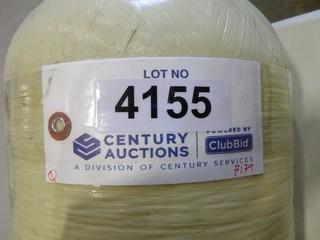 LOT NO
4155
CENTURY
AUCTIONS
POWERED BY
ClubBid
A DIVISION OF CENTURY SERVICES